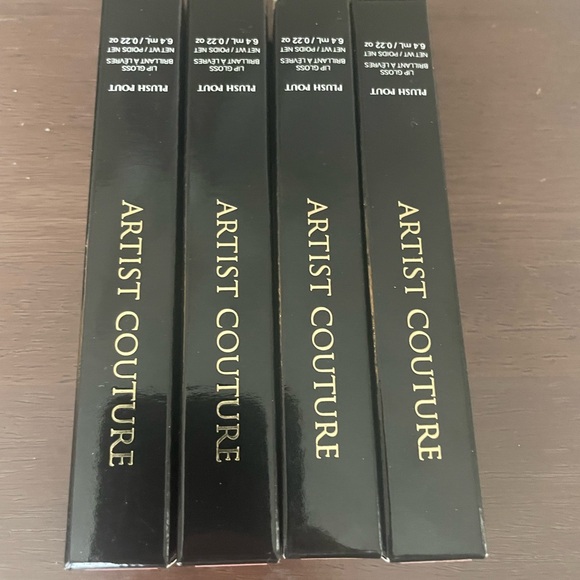 PLUSH POUT
LIP GLOSS
BRILLANT À LÈVRES
NET WT / POIDS NET
6.4 mL / 0.22 oz
ARTIST COUTURE
PLUSH POUT
LIP GLOSS
BRILLANT À LÈVRES
NET WT / POIDS NET
6.4 mL / 0.22 oz
ARTIST COUTURE
PLUSH POUT
LIP GLOSS
BRILLANT À LÈVRES
NET WT / POIDS NET
6.4 mL / 0.22 oz
ARTIST COUTURE
PLUSH POUT
LIP GLOSS
BRILLANT À LÈVRES
NET WT / POIDS NET
6.4 mL / 0.22 oz
ARTIST COUTURE